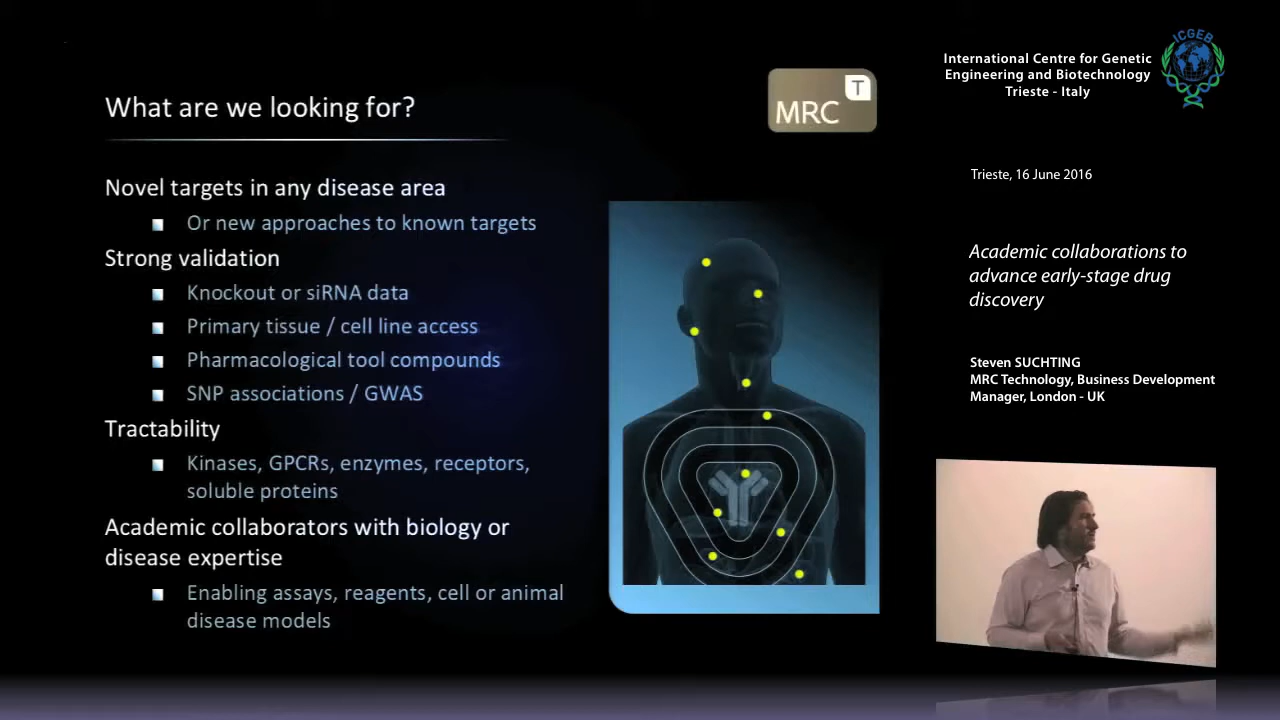 What are we looking for?
MRC
T
Novel targets in any disease area
Or new approaches to known targets
Strong validation
Knockout or siRNA data
Primary tissue / cell line access
Pharmacological tool compounds
SNP associations / GWAS
Tractability
Kinases, GPCRs, enzymes, receptors,
soluble proteins
Academic collaborators with biology or
disease expertise
Enabling assays, reagents, cell or animal
disease models
International Centre for Genetic
Engineering and Biotechnology
Trieste - Italy
ICGEB
Trieste, 16 June 2016
Academic collaborations to
advance early-stage drug
discovery
Steven SUCHTING
MRC Technology, Business Development
Manager, London - UK